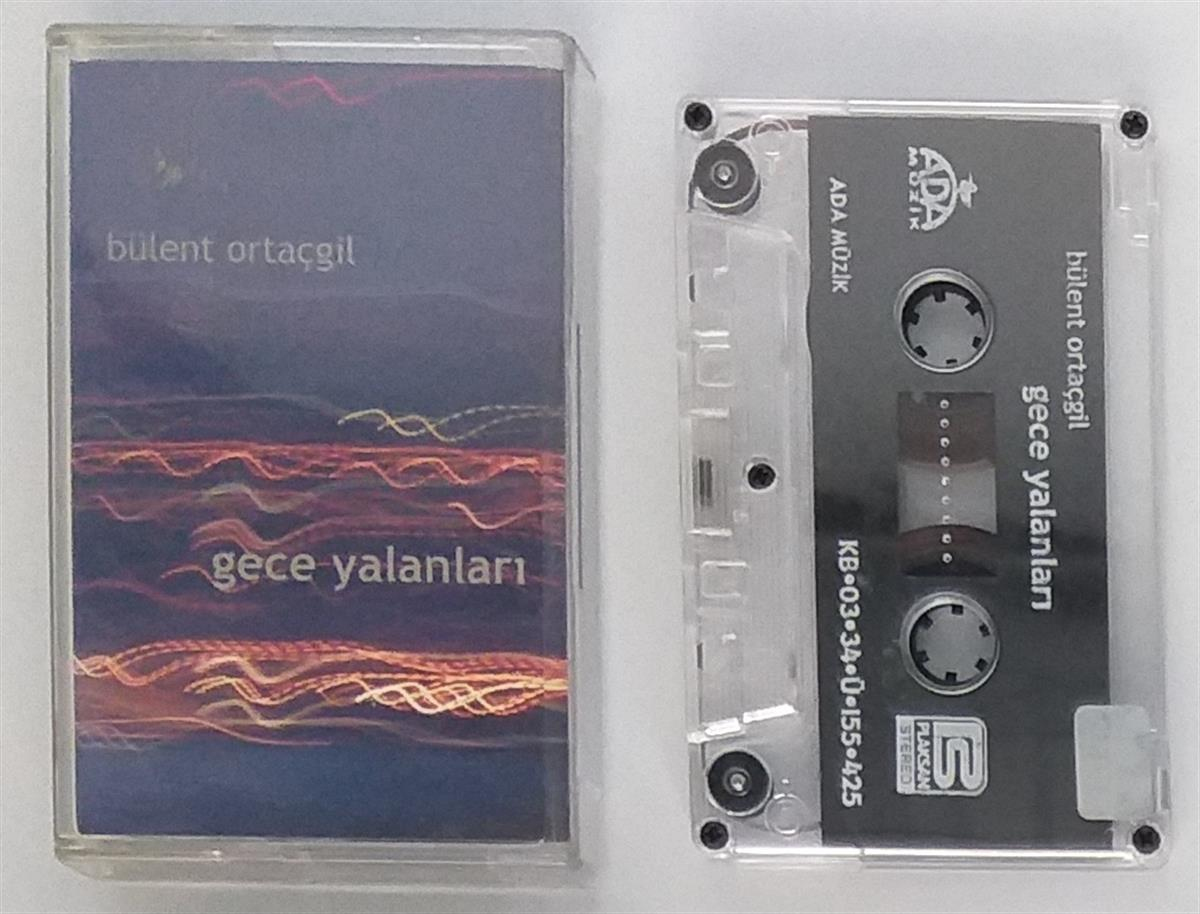 bülent ortaçgil
gece yalanları
bülent ortaçgil
gece yalanları
ADA
MÜZİK
ADA MÜZİK
KB•03•34•Ü•155•425
PLAKSAN
STEREO